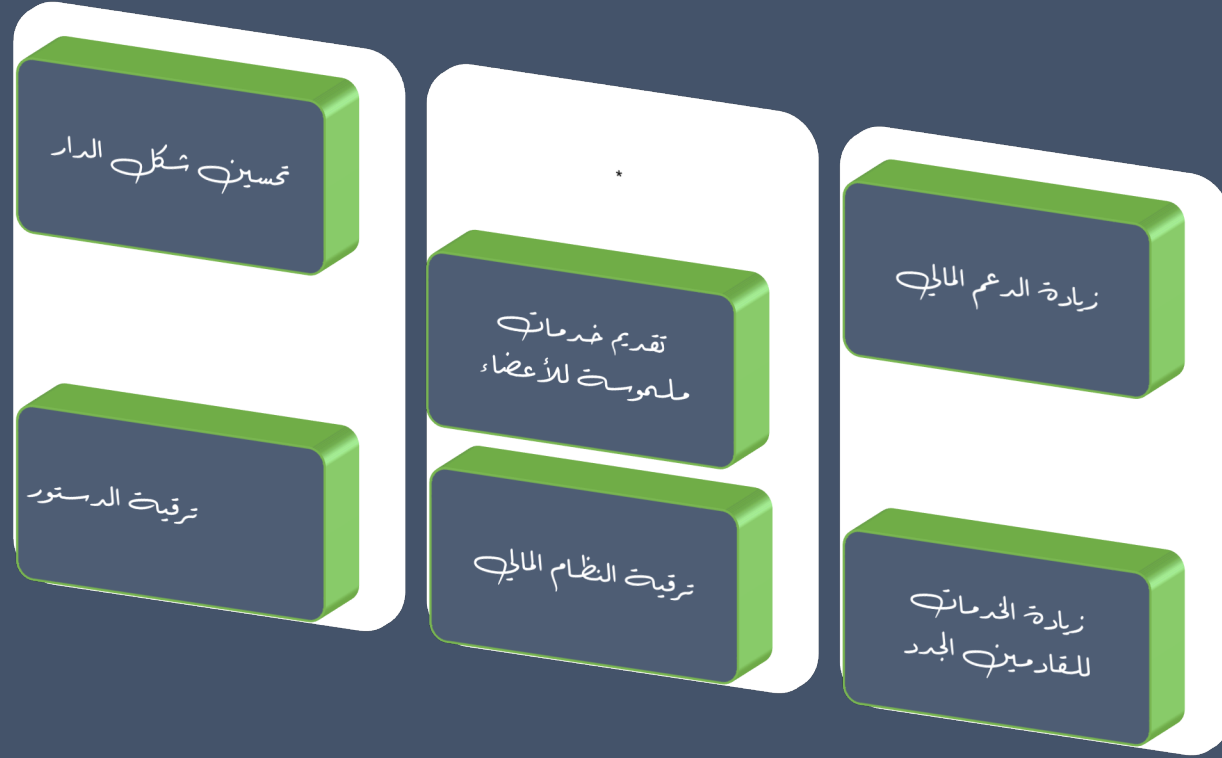 زيادة الدعم المالي
زيادة الخدمات
للقادمين الجدد
*
تقديم خدمات
ملموسة للأعضاء
ترقية النظام المالي
تحسين شكل الدار
ترقية الدستور